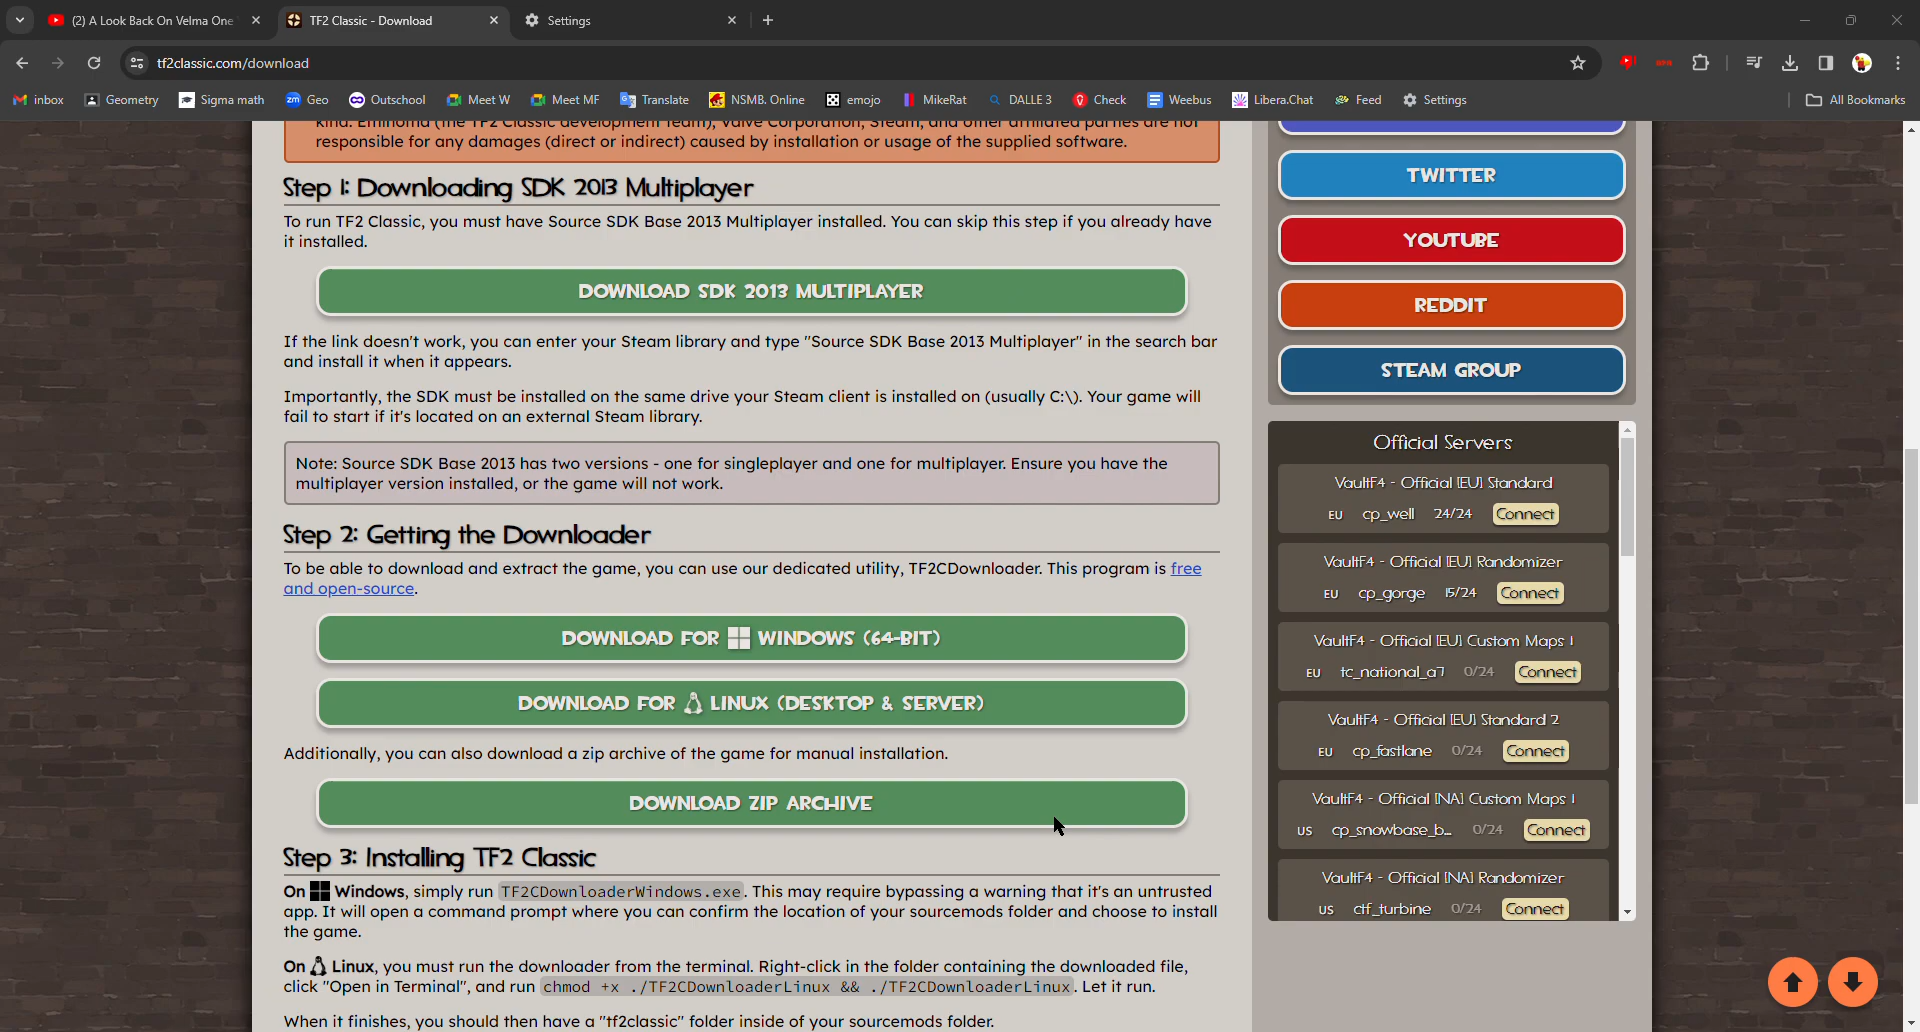 (2) A Look Back On Velma One
TF2 Classic - Download
Settings
tf2classic.com/download
inbox
Geometry
Sigma math
Geo
Outschool
Meet W
Meet MF
Translate
NSMB. Online
emojo
MikeRat
DALLE 3
Check
Weebus
Libera.Chat
Feed
Settings
All Bookmarks
kind. Eminoma (the TF2 Classic development team), Valve Corporation, Steam, and other affiliated parties are not
responsible for any damages (direct or indirect) caused by installation or usage of the supplied software.
Step 1: Downloading SDK 2013 Multiplayer
To run TF2 Classic, you must have Source SDK Base 2013 Multiplayer installed. You can skip this step if you already have
it installed.
DOWNLOAD SDK 2013 MULTIPLAYER
If the link doesn't work, you can enter your Steam library and type "Source SDK Base 2013 Multiplayer" in the search bar
and install it when it appears.
Importantly, the SDK must be installed on the same drive your Steam client is installed on (usually C:\). Your game will
fail to start if it's located on an external Steam library.
Note: Source SDK Base 2013 has two versions - one for singleplayer and one for multiplayer. Ensure you have the
multiplayer version installed, or the game will not work.
Step 2: Getting the Downloader
To be able to download and extract the game, you can use our dedicated utility, TF2CDownloader. This program is free
and open-source.
DOWNLOAD FOR WINDOWS (64-BIT)
DOWNLOAD FOR LINUX (DESKTOP & SERVER)
Additionally, you can also download a zip archive of the game for manual installation.
DOWNLOAD ZIP ARCHIVE
Step 3: Installing TF2 Classic
On Windows, simply run TF2CDownloaderWindows.exe. This may require bypassing a warning that it's an untrusted
app. It will open a command prompt where you can confirm the location of your sourcemods folder and choose to install
the game.
On Linux, you must run the downloader from the terminal. Right-click in the folder containing the downloaded file,
click "Open in Terminal", and run chmod +x ./TF2CDownloaderLinux && ./TF2CDownloaderLinux. Let it run.
When it finishes, you should then have a "tf2classic" folder inside of your sourcemods folder.
TWITTER
YOUTUBE
REDDIT
STEAM GROUP
Official Servers
VaultF4 - Official [EU] Standard
EU cp_well 24/24 Connect
VaultF4 - Official [EU] Randomizer
EU cp_gorge 15/24 Connect
VaultF4 - Official [EU] Custom Maps 1
EU tc_national_a7 0/24 Connect
VaultF4 - Official [EU] Standard 2
EU cp_fastlane 0/24 Connect
VaultF4 - Official [NA] Custom Maps 1
US cp_snowbase_b... 0/24 Connect
VaultF4 - Official [NA] Randomizer
US ctf_turbine 0/24 Connect